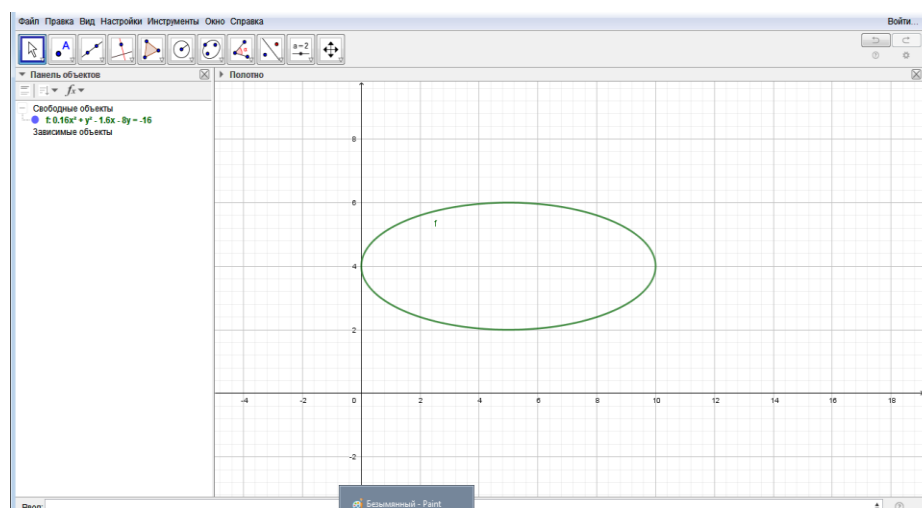 Файл Правка Вид Настройки Инструменты Окно Справка Войти...
a=2
Панель объектов
Полотно
fx
Свободные объекты
f: 0.16x² + y² - 1.6x - 8y = -16
Зависимые объекты
8
6
f
4
2
-4 -2 0 2 4 6 8 10 12 14 16 18
-2
Безымянный - Paint
Ввод: